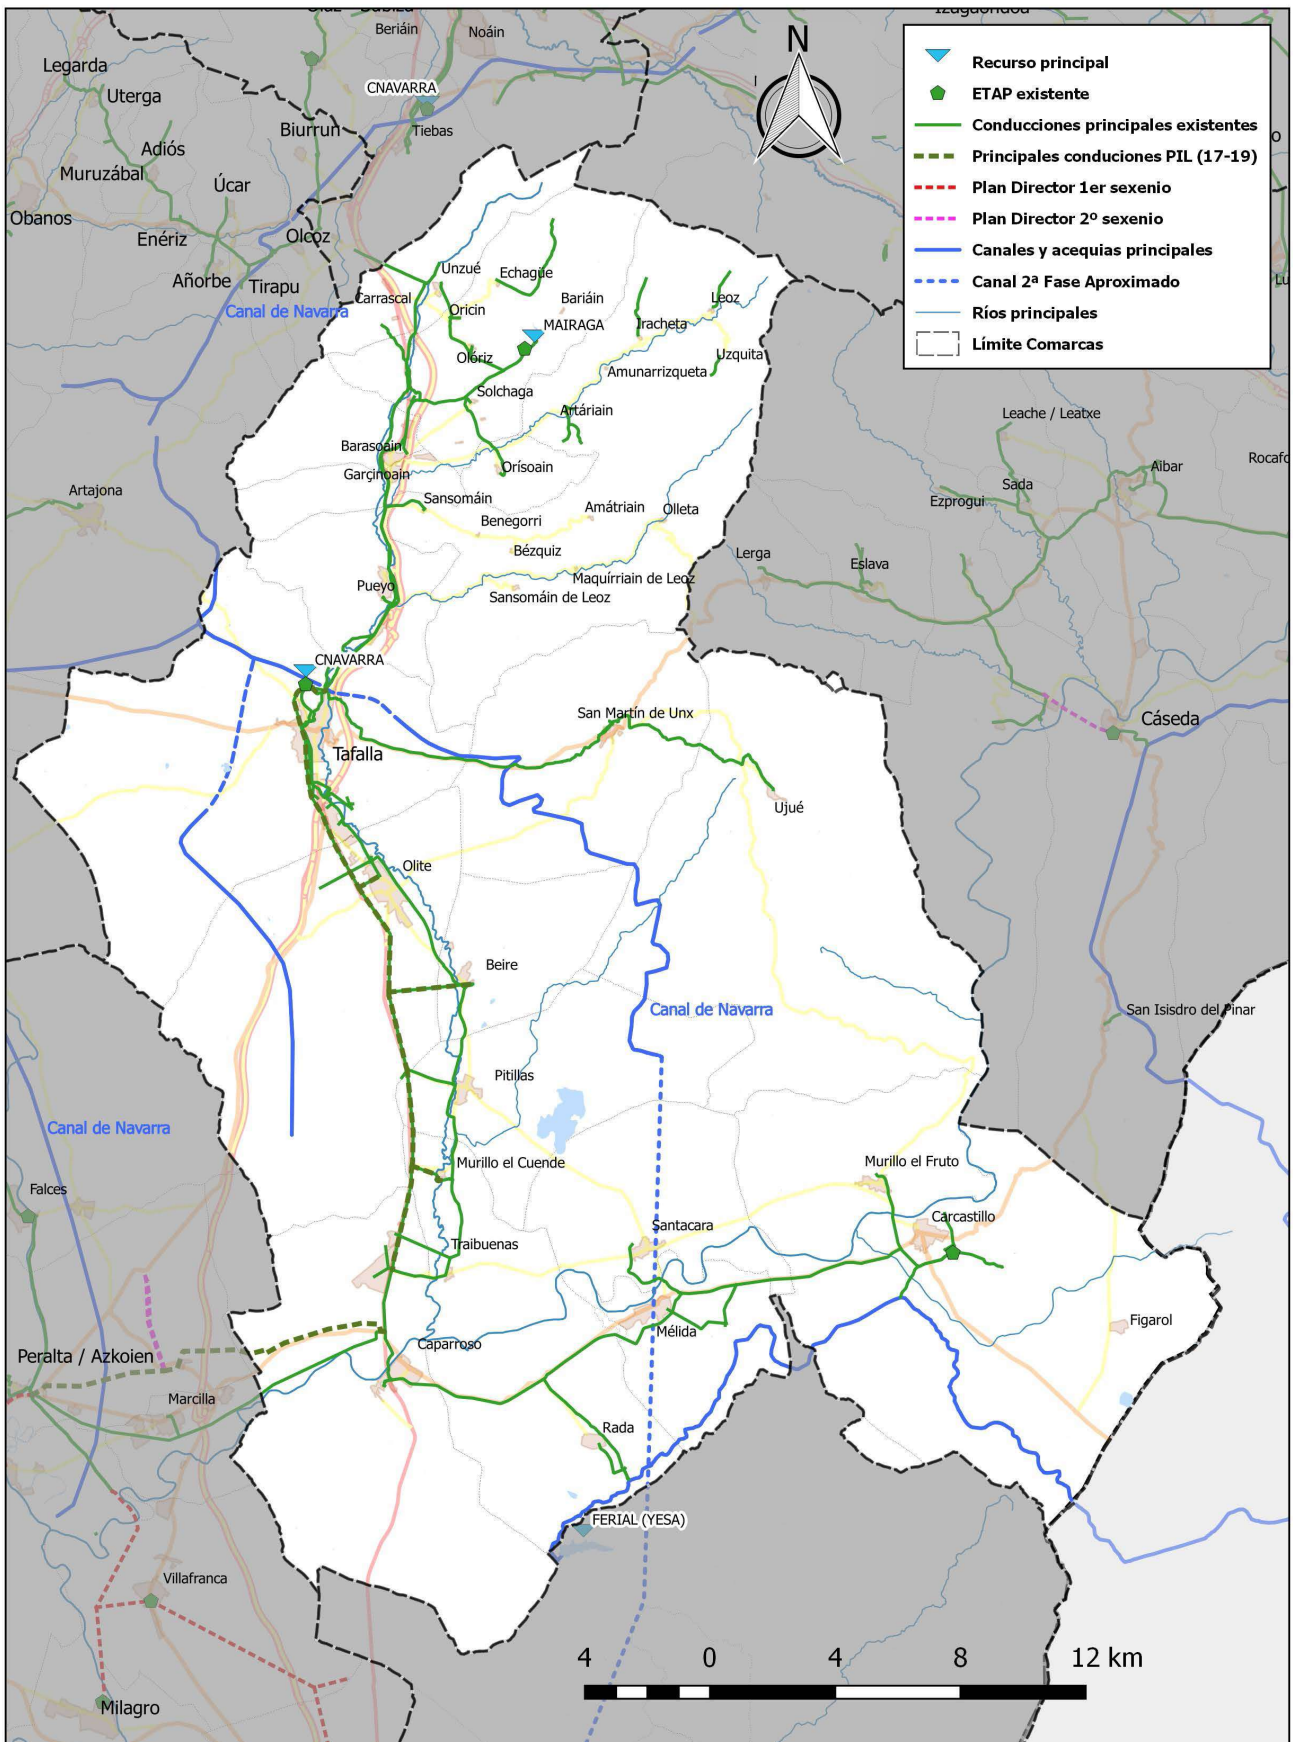 Izagaondoa
Beriáin
Noáin
Legarda
Uterga
CNAVARRA
Biurrun
Tiebas
Adiós
Muruzábal
Úcar
Obanos
Enériz
Olcoz
Añorbe
Tirapu
Canal de Navarra
N
Recurso principal
ETAP existente
Conducciones principales existentes
Principales conduciones PIL (17-19)
Plan Director 1er sexenio
Plan Director 2º sexenio
Canales y acequias principales
Canal 2ª Fase Aproximado
Ríos principales
Límite Comarcas
Unzué
Echagüe
Carrascal
Oricin
Bariáin
Leoz
MAIRAGA
Iracheta
Olóriz
Uzquita
Amunarrizqueta
Solchaga
Artáriain
Leache / Leatxe
Barasoain
Garçinoain
Orísoain
Aibar
Rocafo
Artajona
Sada
Ezprogui
Sansomáin
Amátriain
Olleta
Benegorri
Bézquiz
Lerga
Eslava
Pueyo
Maquírriain de Leoz
Sansomáin de Leoz
CNAVARRA
San Martín de Unx
Cáseda
Tafalla
Ujué
Olite
Beire
Canal de Navarra
San Isisdro del Pinar
Pitillas
Canal de Navarra
Murillo el Cuende
Murillo el Fruto
Falces
Santacara
Carcastillo
Traibuenas
Figarol
Mélida
Caparroso
Peralta / Azkoien
Marcilla
Rada
FERIAL (YESA)
Villafranca
Milagro
4 0 4 8 12 km